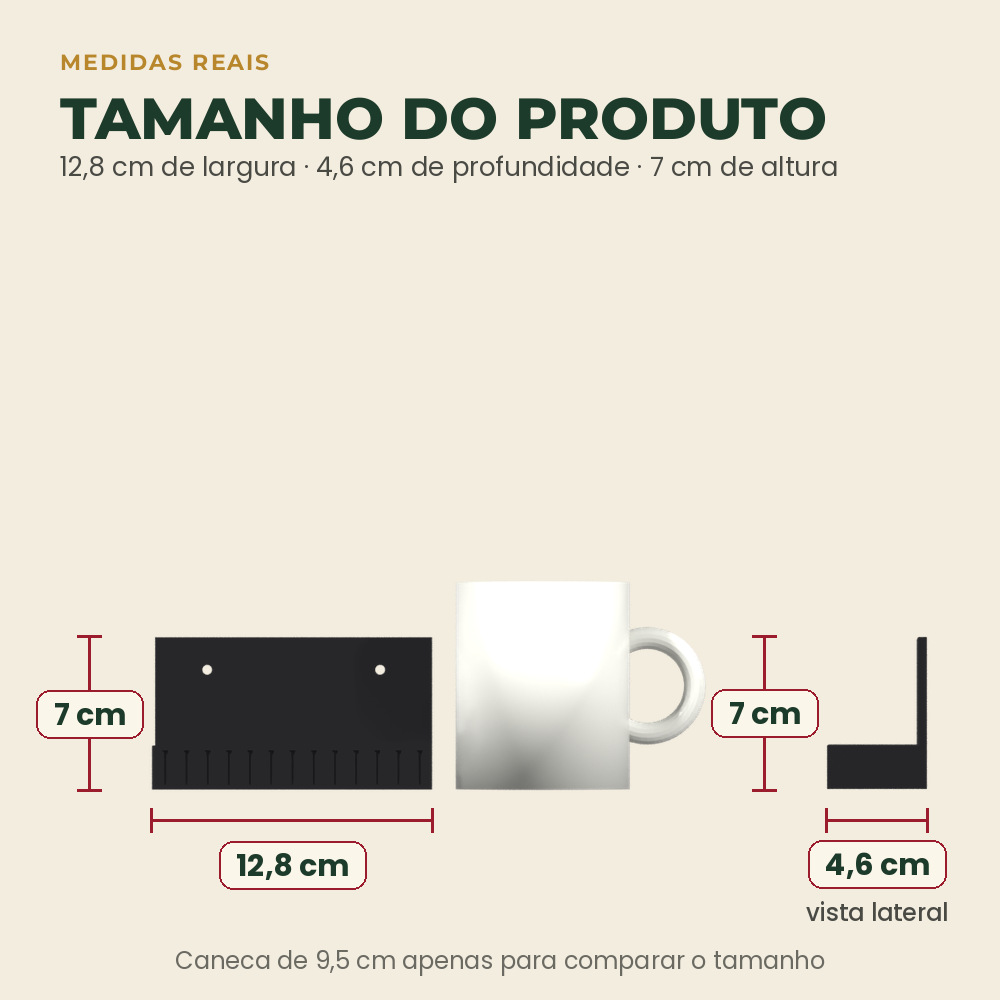 MEDIDAS REAIS
TAMANHO DO PRODUTO
12,8 cm de largura · 4,6 cm de profundidade · 7 cm de altura
7 cm
7 cm
12,8 cm
4,6 cm
vista lateral
Caneca de 9,5 cm apenas para comparar o tamanho